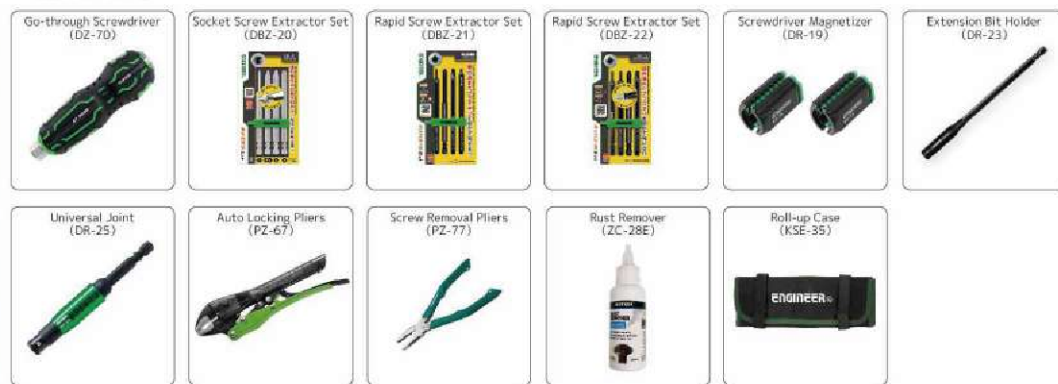 Go-through Screwdriver
(DZ-70)
Socket Screw Extractor Set
(DBZ-20)
Rapid Screw Extractor Set
(DBZ-21)
Rapid Screw Extractor Set
(DBZ-22)
Screwdriver Magnetizer
(DR-19)
Extension Bit Holder
(DR-23)
Universal Joint
(DR-25)
Auto Locking Pliers
(PZ-67)
Screw Removal Pliers
(PZ-77)
Rust Remover
(ZC-28E)
Roll-up Case
(KSE-35)
ENGINEER